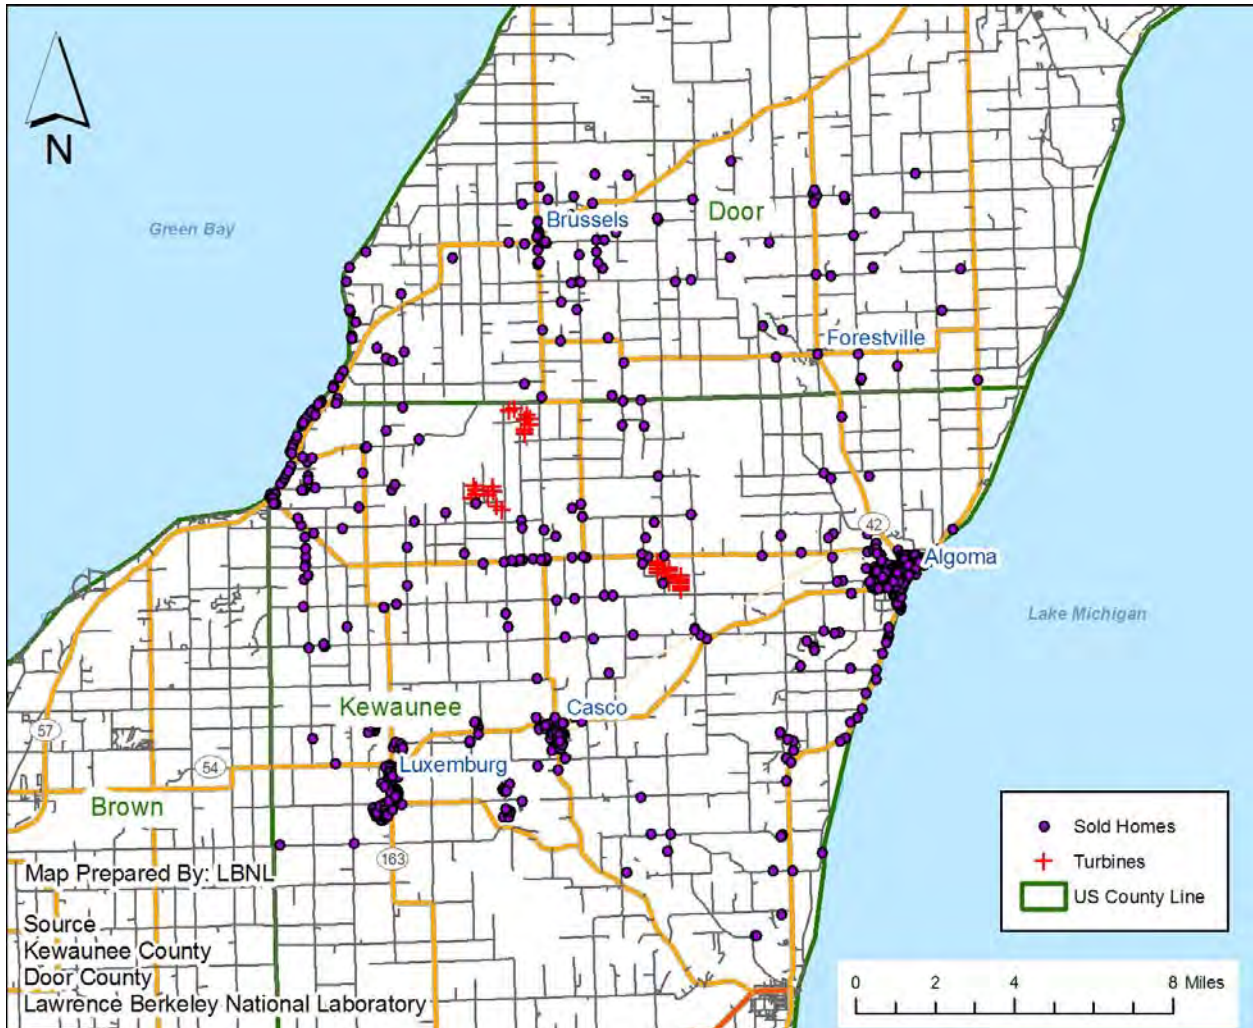 N
Green Bay
Brussels
Door
Forestville
42
Algoma
Lake Michigan
Kewaunee
Casco
57
54
Luxemburg
Brown
163
Map Prepared By: LBNL
Source
Kewaunee County
Door County
Lawrence Berkeley National Laboratory
Sold Homes
Turbines
US County Line
0 2 4 8 Miles